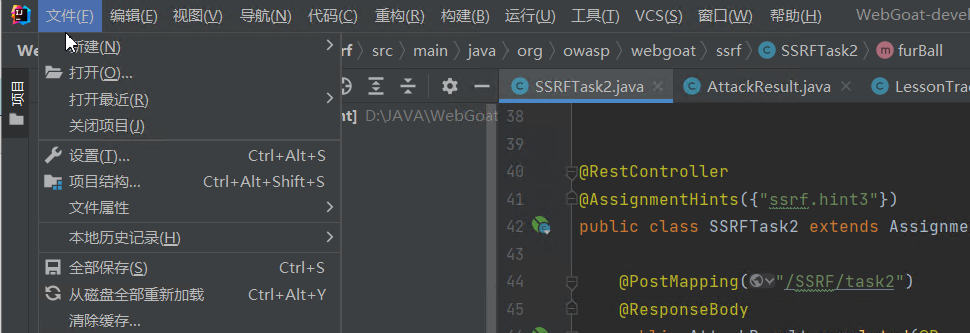 文件(F) 编辑(E) 视图(V) 导航(N) 代码(C) 重构(R) 构建(B) 运行(U) 工具(T) VCS(S) 窗口(W) 帮助(H) WebGoat-devel
src main java org owasp webgoat ssrf SSRFTask2 furBall
项目
新建(N)
打开(O)...
打开最近(R)
关闭项目(J)
设置(T)... Ctrl+Alt+S
项目结构... Ctrl+Alt+Shift+S
文件属性
本地历史记录(H)
全部保存(S) Ctrl+S
从磁盘全部重新加载 Ctrl+Alt+Y
清除缓存...
D:\JAVA\WebGoat
SSRFTask2.java AttackResult.java LessonTrac
38
39
40 @RestController
41 @AssignmentHints({"ssrf.hint3"})
42 public class SSRFTask2 extends Assignme
43
44 @PostMapping("/SSRF/task2")
45 @ResponseBody